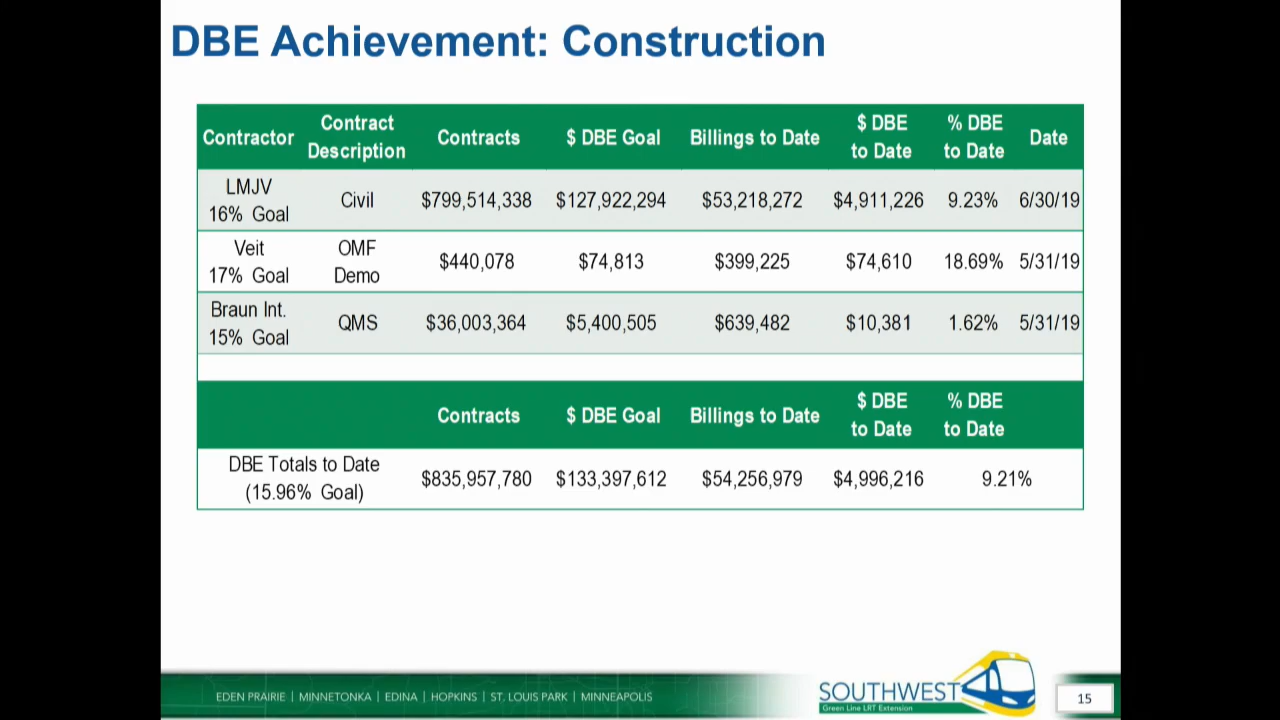 DBE Achievement: Construction
Contractor Contract Description Contracts $ DBE Goal Billings to Date $ DBE to Date % DBE to Date Date
LMJV 16% Goal Civil $799,514,338 $127,922,294 $53,218,272 $4,911,226 9.23% 6/30/19
Veit 17% Goal OMF Demo $440,078 $74,813 $399,225 $74,610 18.69% 5/31/19
Braun Int. 15% Goal QMS $36,003,364 $5,400,505 $639,482 $10,381 1.62% 5/31/19
Contracts $ DBE Goal Billings to Date $ DBE to Date % DBE to Date
DBE Totals to Date (15.96% Goal) $835,957,780 $133,397,612 $54,256,979 $4,996,216 9.21%
EDEN PRAIRIE | MINNETONKA | EDINA | HOPKINS | ST. LOUIS PARK | MINNEAPOLIS
SOUTHWEST
Green Line LRT Extension
15